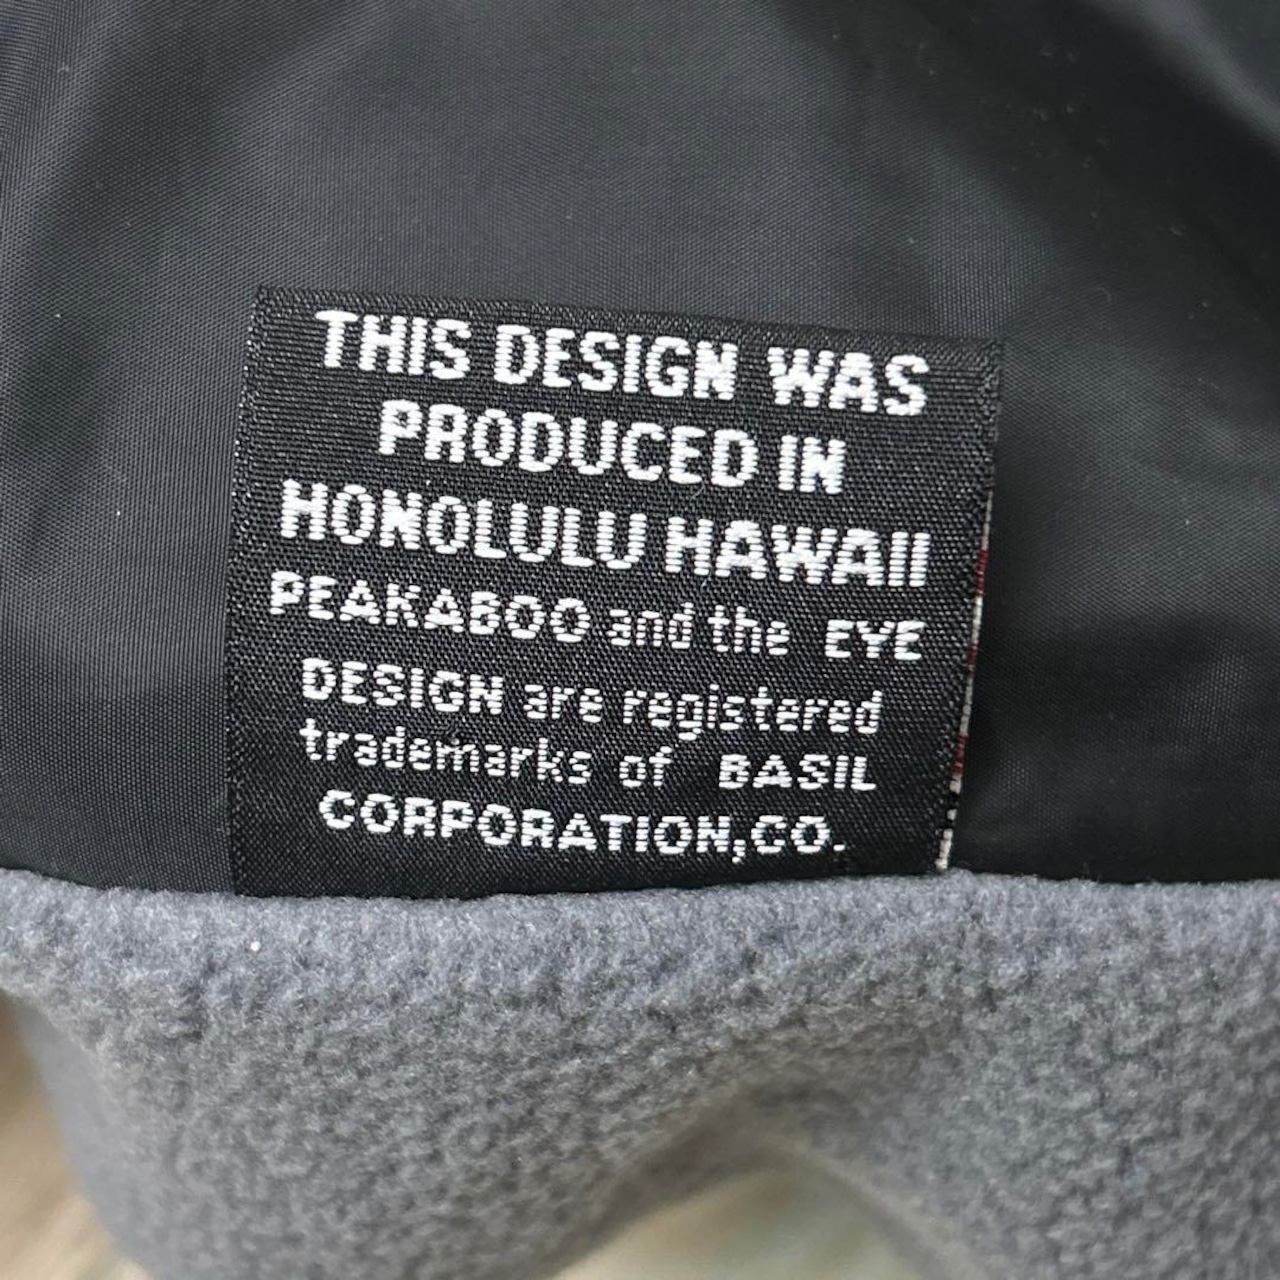 THIS DESIGN WAS
PRODUCED IN
HONOLULU HAWAII
PEAKABOO and the EYE
DESIGN are registered
trademarks of BASIL
CORPORATION,CO.